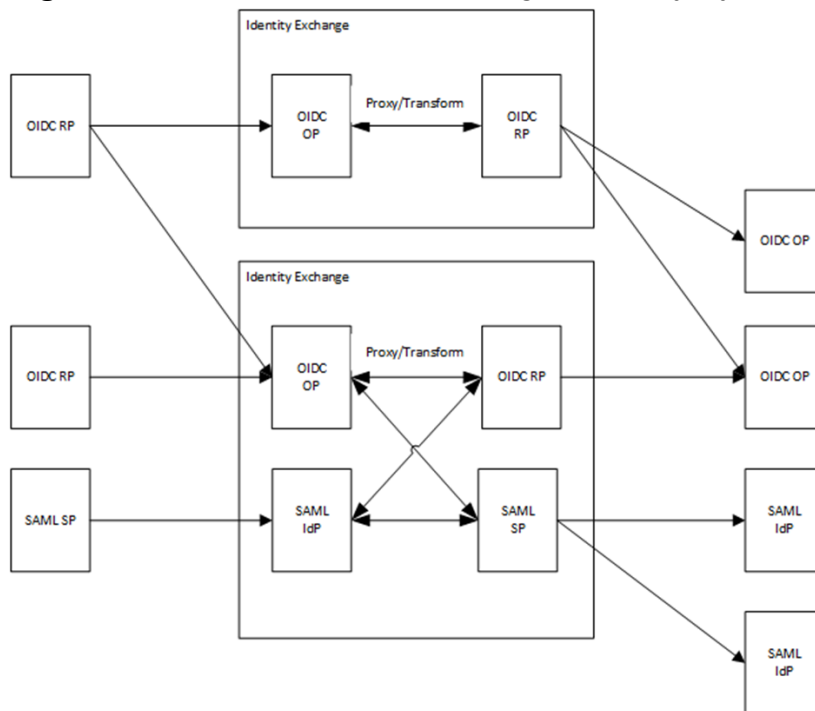 Identity Exchange
OIDC RP
OIDC
OP
Proxy/Transform
OIDC
RP
OIDC OP
Identity Exchange
OIDC RP
OIDC
OP
Proxy/Transform
OIDC RP
OIDC OP
SAML SP
SAML
IdP
SAML
SP
SAML
IdP
SAML
IdP